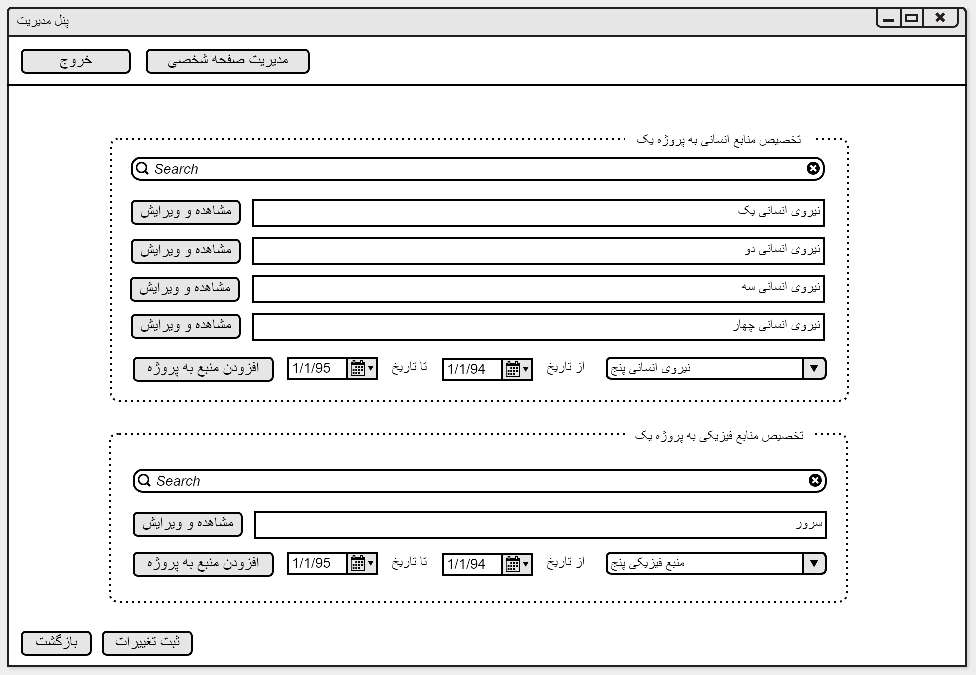 پنل مدیریت
مدیریت صفحه شخصی
خروج
تخصیص منابع انسانی به پروژه یک
Search
نیروی انسانی یک
مشاهده و ویرایش
نیروی انسانی دو
مشاهده و ویرایش
نیروی انسانی سه
مشاهده و ویرایش
نیروی انسانی چهار
مشاهده و ویرایش
نیروی انسانی پنج
از تاریخ
1/1/94
تا تاریخ
1/1/95
افزودن منبع به پروژه
تخصیص منابع فیزیکی به پروژه یک
Search
سرور
مشاهده و ویرایش
منبع فیزیکی پنج
از تاریخ
1/1/94
تا تاریخ
1/1/95
افزودن منبع به پروژه
ثبت تغییرات
بازگشت